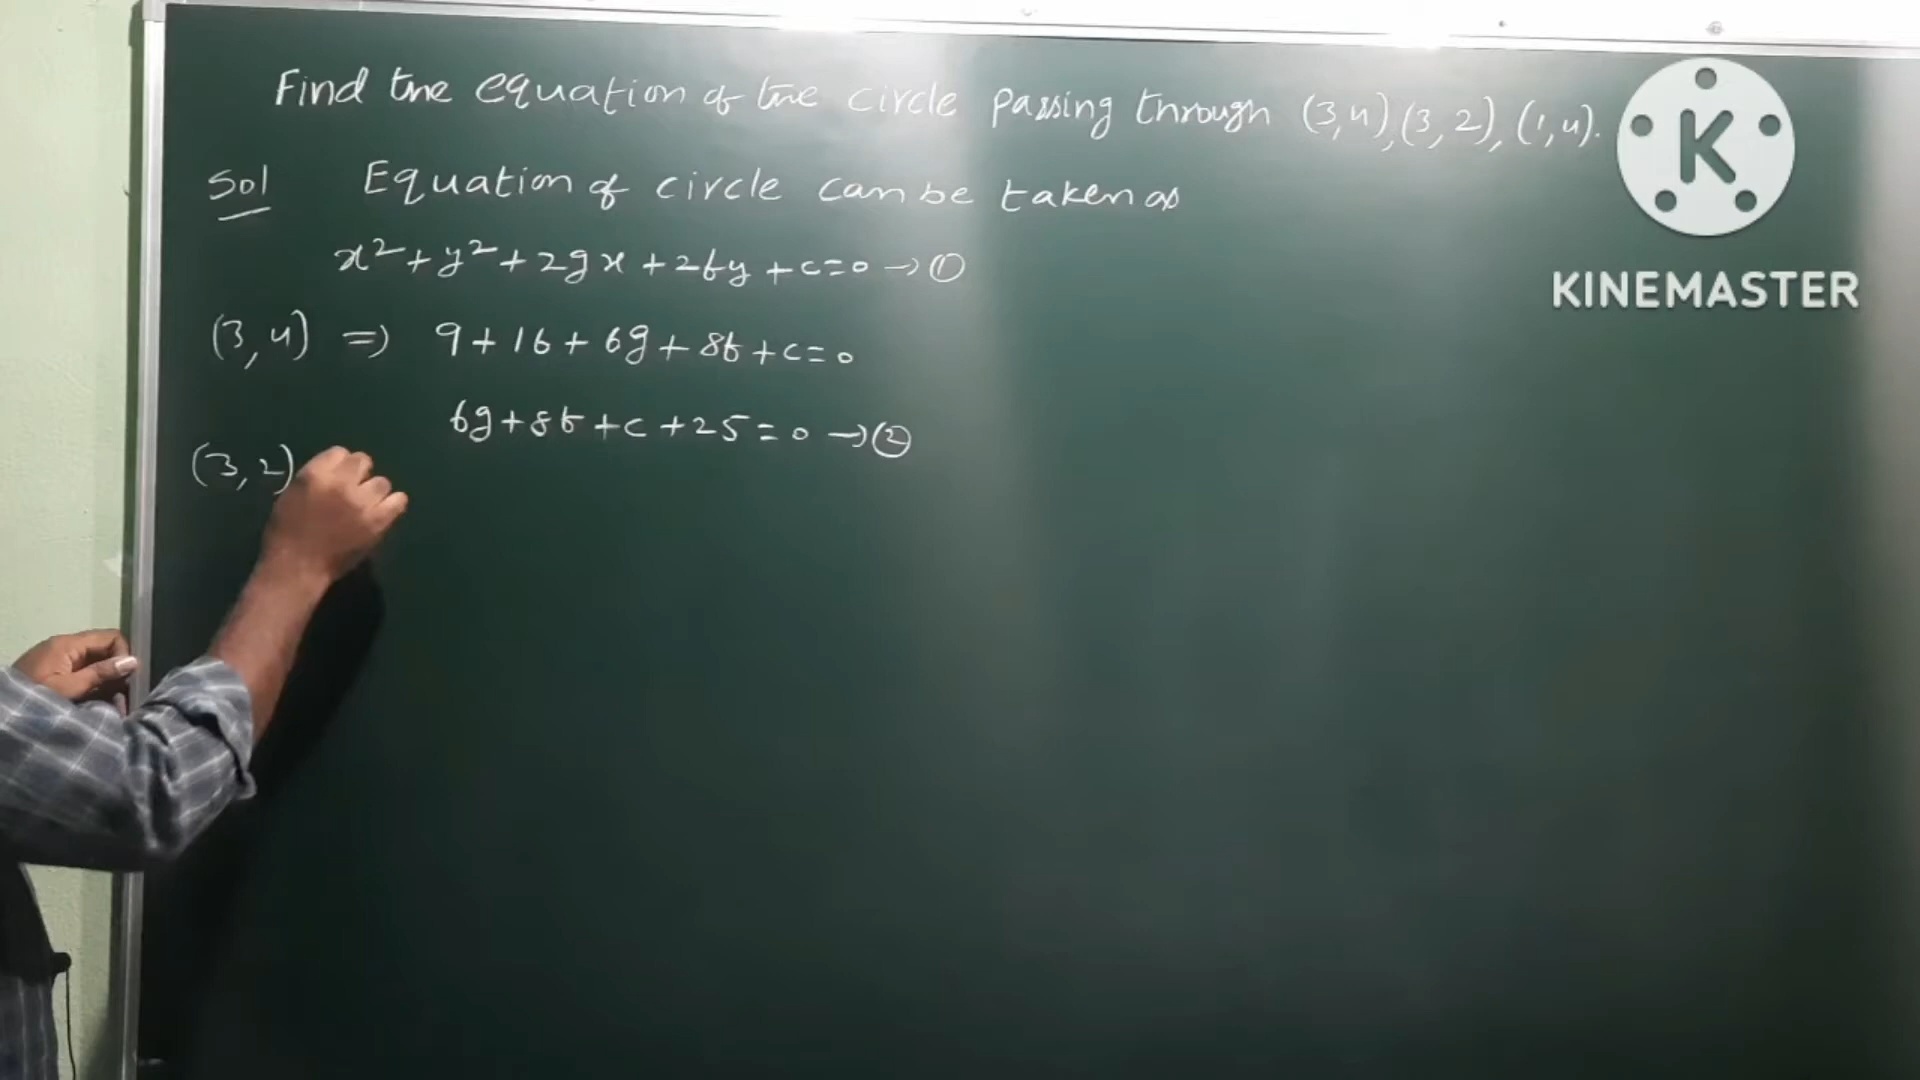 Find the equation of the circle passing through (3,4),(3,2),(1,4).
Sol Equation of circle can be taken as
x²+y²+2gx+2fy+c=0 →①
(3,4) ⇒ 9+16+6g+8f+c=0
6g+8f+c+25=0 →②
(3,2)
K
KINEMASTER